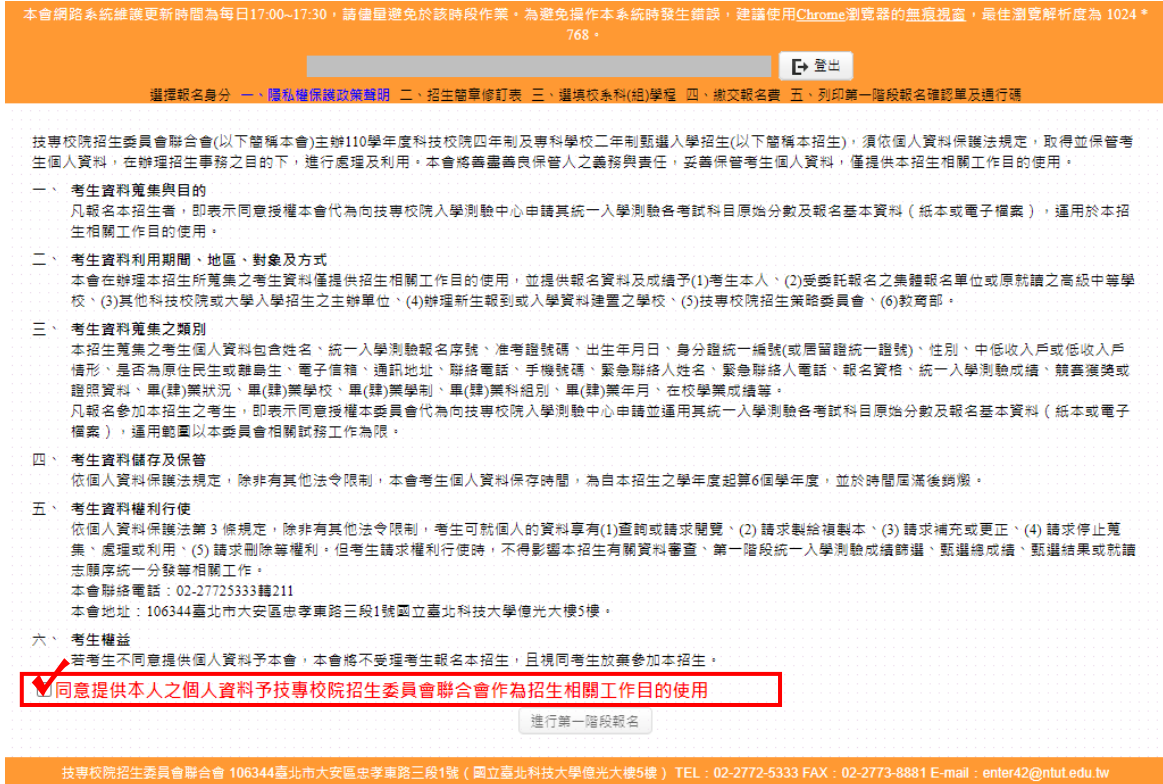 本會網路系統維護更新時間為每日17:00~17:30，請儘量避免於該時段作業。為避免操作本系統時發生錯誤，建議使用Chrome瀏覽器的無痕視窗，最佳瀏覽解析度為 1024 *
768。
登出
選擇報名身分 一、隱私權保護政策聲明 二、招生簡章修訂表 三、選填校系科(組)學程 四、繳交報名費 五、列印第一階段報名確認單及通行碼
技專校院招生委員會聯合會(以下簡稱本會)主辦110學年度科技校院四年制及專科學校二年制甄選入學招生(以下簡稱本招生)，須依個人資料保護法規定，取得並保管考
生個人資料，在辦理招生事務之目的下，進行處理及利用。本會將善盡善良保管人之義務與責任，妥善保管考生個人資料，僅提供本招生相關工作目的使用。
一、 考生資料蒐集與目的
凡報名本招生者，即表示同意授權本會代為向技專校院入學測驗中心申請其統一入學測驗各考試科目原始分數及報名基本資料（紙本或電子檔案），運用於本招
生相關工作目的使用。
二、 考生資料利用期間、地區、對象及方式
本會在辦理本招生所蒐集之考生資料僅提供招生相關工作目的使用，並提供報名資料及成績予(1)考生本人、(2)受委託報名之集體報名單位或原就讀之高級中等學
校、(3)其他科技校院或大學入學招生之主辦單位、(4)辦理新生報到或入學資料建置之學校、(5)技專校院招生策略委員會、(6)教育部。
三、 考生資料蒐集之類別
本招生蒐集之考生個人資料包含姓名、統一入學測驗報名序號、准考證號碼、出生年月日、身分證統一編號(或居留證統一證號)、性別、中低收入戶或低收入戶
情形、是否為原住民生或離島生、電子信箱、通訊地址、聯絡電話、手機號碼、緊急聯絡人姓名、緊急聯絡人電話、報名資格、統一入學測驗成績、競賽獲獎或
證照資料、畢(肄)業狀況、畢(肄)業學校、畢(肄)業學制、畢(肄)業科組別、畢(肄)業年月、在校學業成績等。
凡報名參加本招生之考生，即表示同意授權本委員會代為向技專校院入學測驗中心申請並運用其統一入學測驗各考試科目原始分數及報名基本資料（紙本或電子
檔案），運用範圍以本委員會相關試務工作為限。
四、 考生資料儲存及保管
依個人資料保護法規定，除非有其他法令限制，本會考生個人資料保存時間，為自本招生之學年度起算6個學年度，並於時間屆滿後銷燬。
五、 考生資料權利行使
依個人資料保護法第 3 條規定，除非有其他法令限制，考生可就個人的資料享有(1)查詢或請求閱覽、(2) 請求製給複製本、(3) 請求補充或更正、(4) 請求停止蒐
集、處理或利用、(5) 請求刪除等權利。但考生請求權利行使時，不得影響本招生有關資料審查、第一階段統一入學測驗成績篩選、甄選總成績、甄選結果或就讀
志願序統一分發等相關工作。
本會聯絡電話：02-27725333轉211
本會地址：106344臺北市大安區忠孝東路三段1號國立臺北科技大學億光大樓5樓。
六、 考生權益
若考生不同意提供個人資料予本會，本會將不受理考生報名本招生，且視同考生放棄參加本招生。
同意提供本人之個人資料予技專校院招生委員會聯合會作為招生相關工作目的使用
進行第一階段報名
技專校院招生委員會聯合會 106344臺北市大安區忠孝東路三段1號（國立臺北科技大學億光大樓5樓）TEL：02-2772-5333 FAX：02-2773-8881 E-mail：enter42@ntut.edu.tw